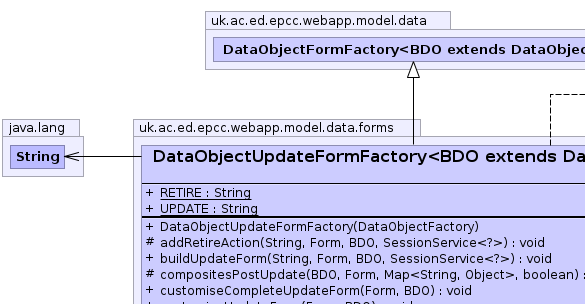 uk.ac.ed.epcc.webapp.model.data
DataObjectFormFactory<BDO extends DataObjec
java.lang
String
uk.ac.ed.epcc.webapp.model.data.forms
DataObjectUpdateFormFactory<BDO extends Da
+ RETIRE : String
+ UPDATE : String
+ DataObjectUpdateFormFactory(DataObjectFactory)
# addRetireAction(String, Form, BDO, SessionService<?>) : void
+ buildUpdateForm(String, Form, BDO, SessionService<?>) : void
# compositesPostUpdate(BDO, Form, Map<String, Object>, boolean) :
+ customiseCompleteUpdateForm(Form, BDO) : void